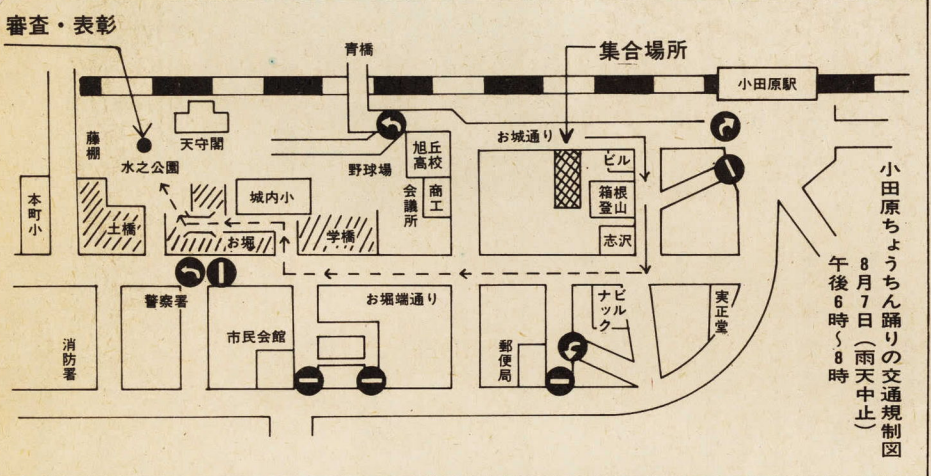 小田原ちょうちん踊りの交通規制図
8月7日（雨天中止）
午後6時～8時
審査・表彰
青橋
集合場所
小田原駅
藤棚
天守閣
水之公園
お城通り
旭丘
高校
野球場
会議所
商工
ビル
箱根
登山
志沢
本町小
土橋
城内小
お堀
学橋
警察署
お堀端通り
市民会館
消防署
郵便局
ナック
ビル
実正堂